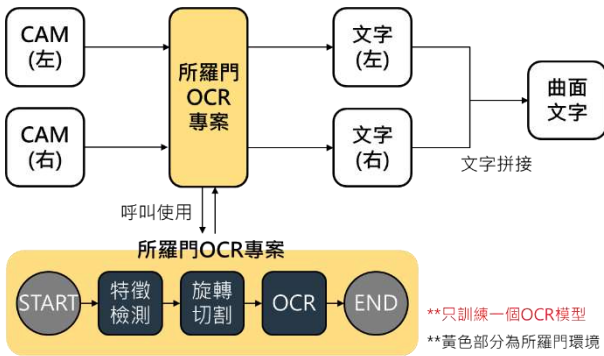 CAM
(左)
所羅門
OCR
專案
文字
(左)
曲面
文字
CAM
(右)
文字
(右)
文字拼接
呼叫使用
所羅門OCR專案
START
特徵
檢測
旋轉
切割
OCR
END
**只訓練一個OCR模型
**黃色部分為所羅門環境